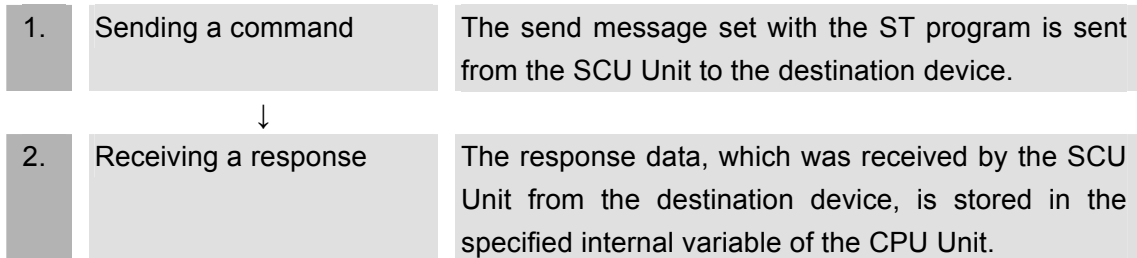 1. Sending a command The send message set with the ST program is sent
from the SCU Unit to the destination device.
↓
2. Receiving a response The response data, which was received by the SCU
Unit from the destination device, is stored in the
specified internal variable of the CPU Unit.